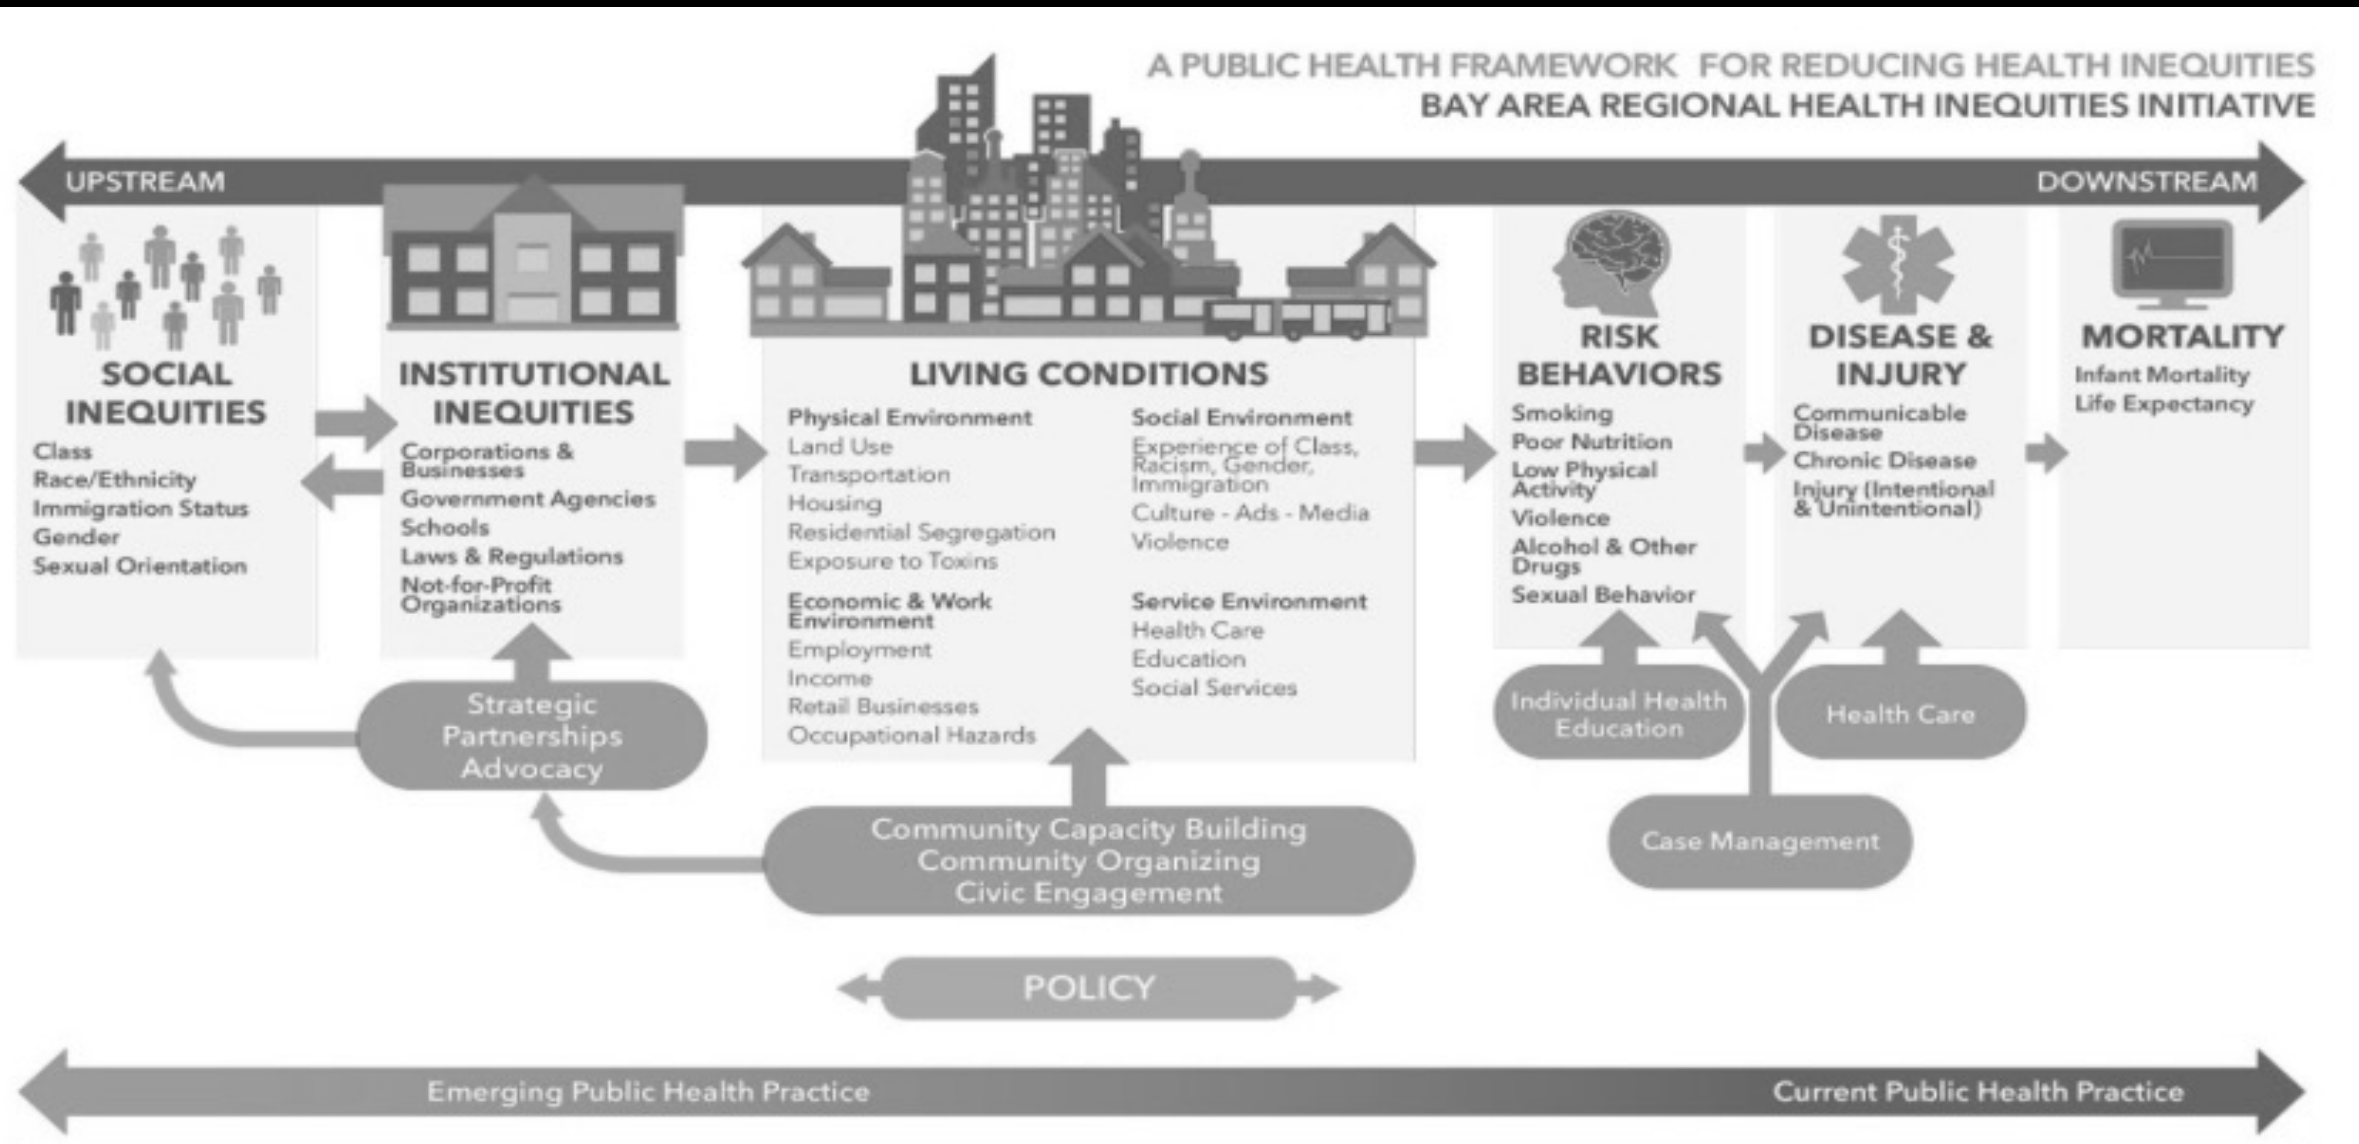 A PUBLIC HEALTH FRAMEWORK FOR REDUCING HEALTH INEQUITIES
BAY AREA REGIONAL HEALTH INEQUITIES INITIATIVE
UPSTREAM
DOWNSTREAM
SOCIAL
INEQUITIES
Class
Race/Ethnicity
Immigration Status
Gender
Sexual Orientation
INSTITUTIONAL
INEQUITIES
Corporations &
Businesses
Government Agencies
Schools
Laws & Regulations
Not-for-Profit
Organizations
LIVING CONDITIONS
Physical Environment
Land Use
Transportation
Housing
Residential Segregation
Exposure to Toxins
Economic & Work
Environment
Employment
Income
Retail Businesses
Occupational Hazards
Social Environment
Experience of Class,
Racism, Gender,
Immigration
Culture - Ads - Media
Violence
Service Environment
Health Care
Education
Social Services
RISK
BEHAVIORS
Smoking
Poor Nutrition
Low Physical
Activity
Violence
Alcohol & Other
Drugs
Sexual Behavior
DISEASE &
INJURY
Communicable
Disease
Chronic Disease
Injury (Intentional
& Unintentional)
MORTALITY
Infant Mortality
Life Expectancy
Strategic
Partnerships
Advocacy
Community Capacity Building
Community Organizing
Civic Engagement
Individual Health
Education
Health Care
Case Management
POLICY
Emerging Public Health Practice
Current Public Health Practice